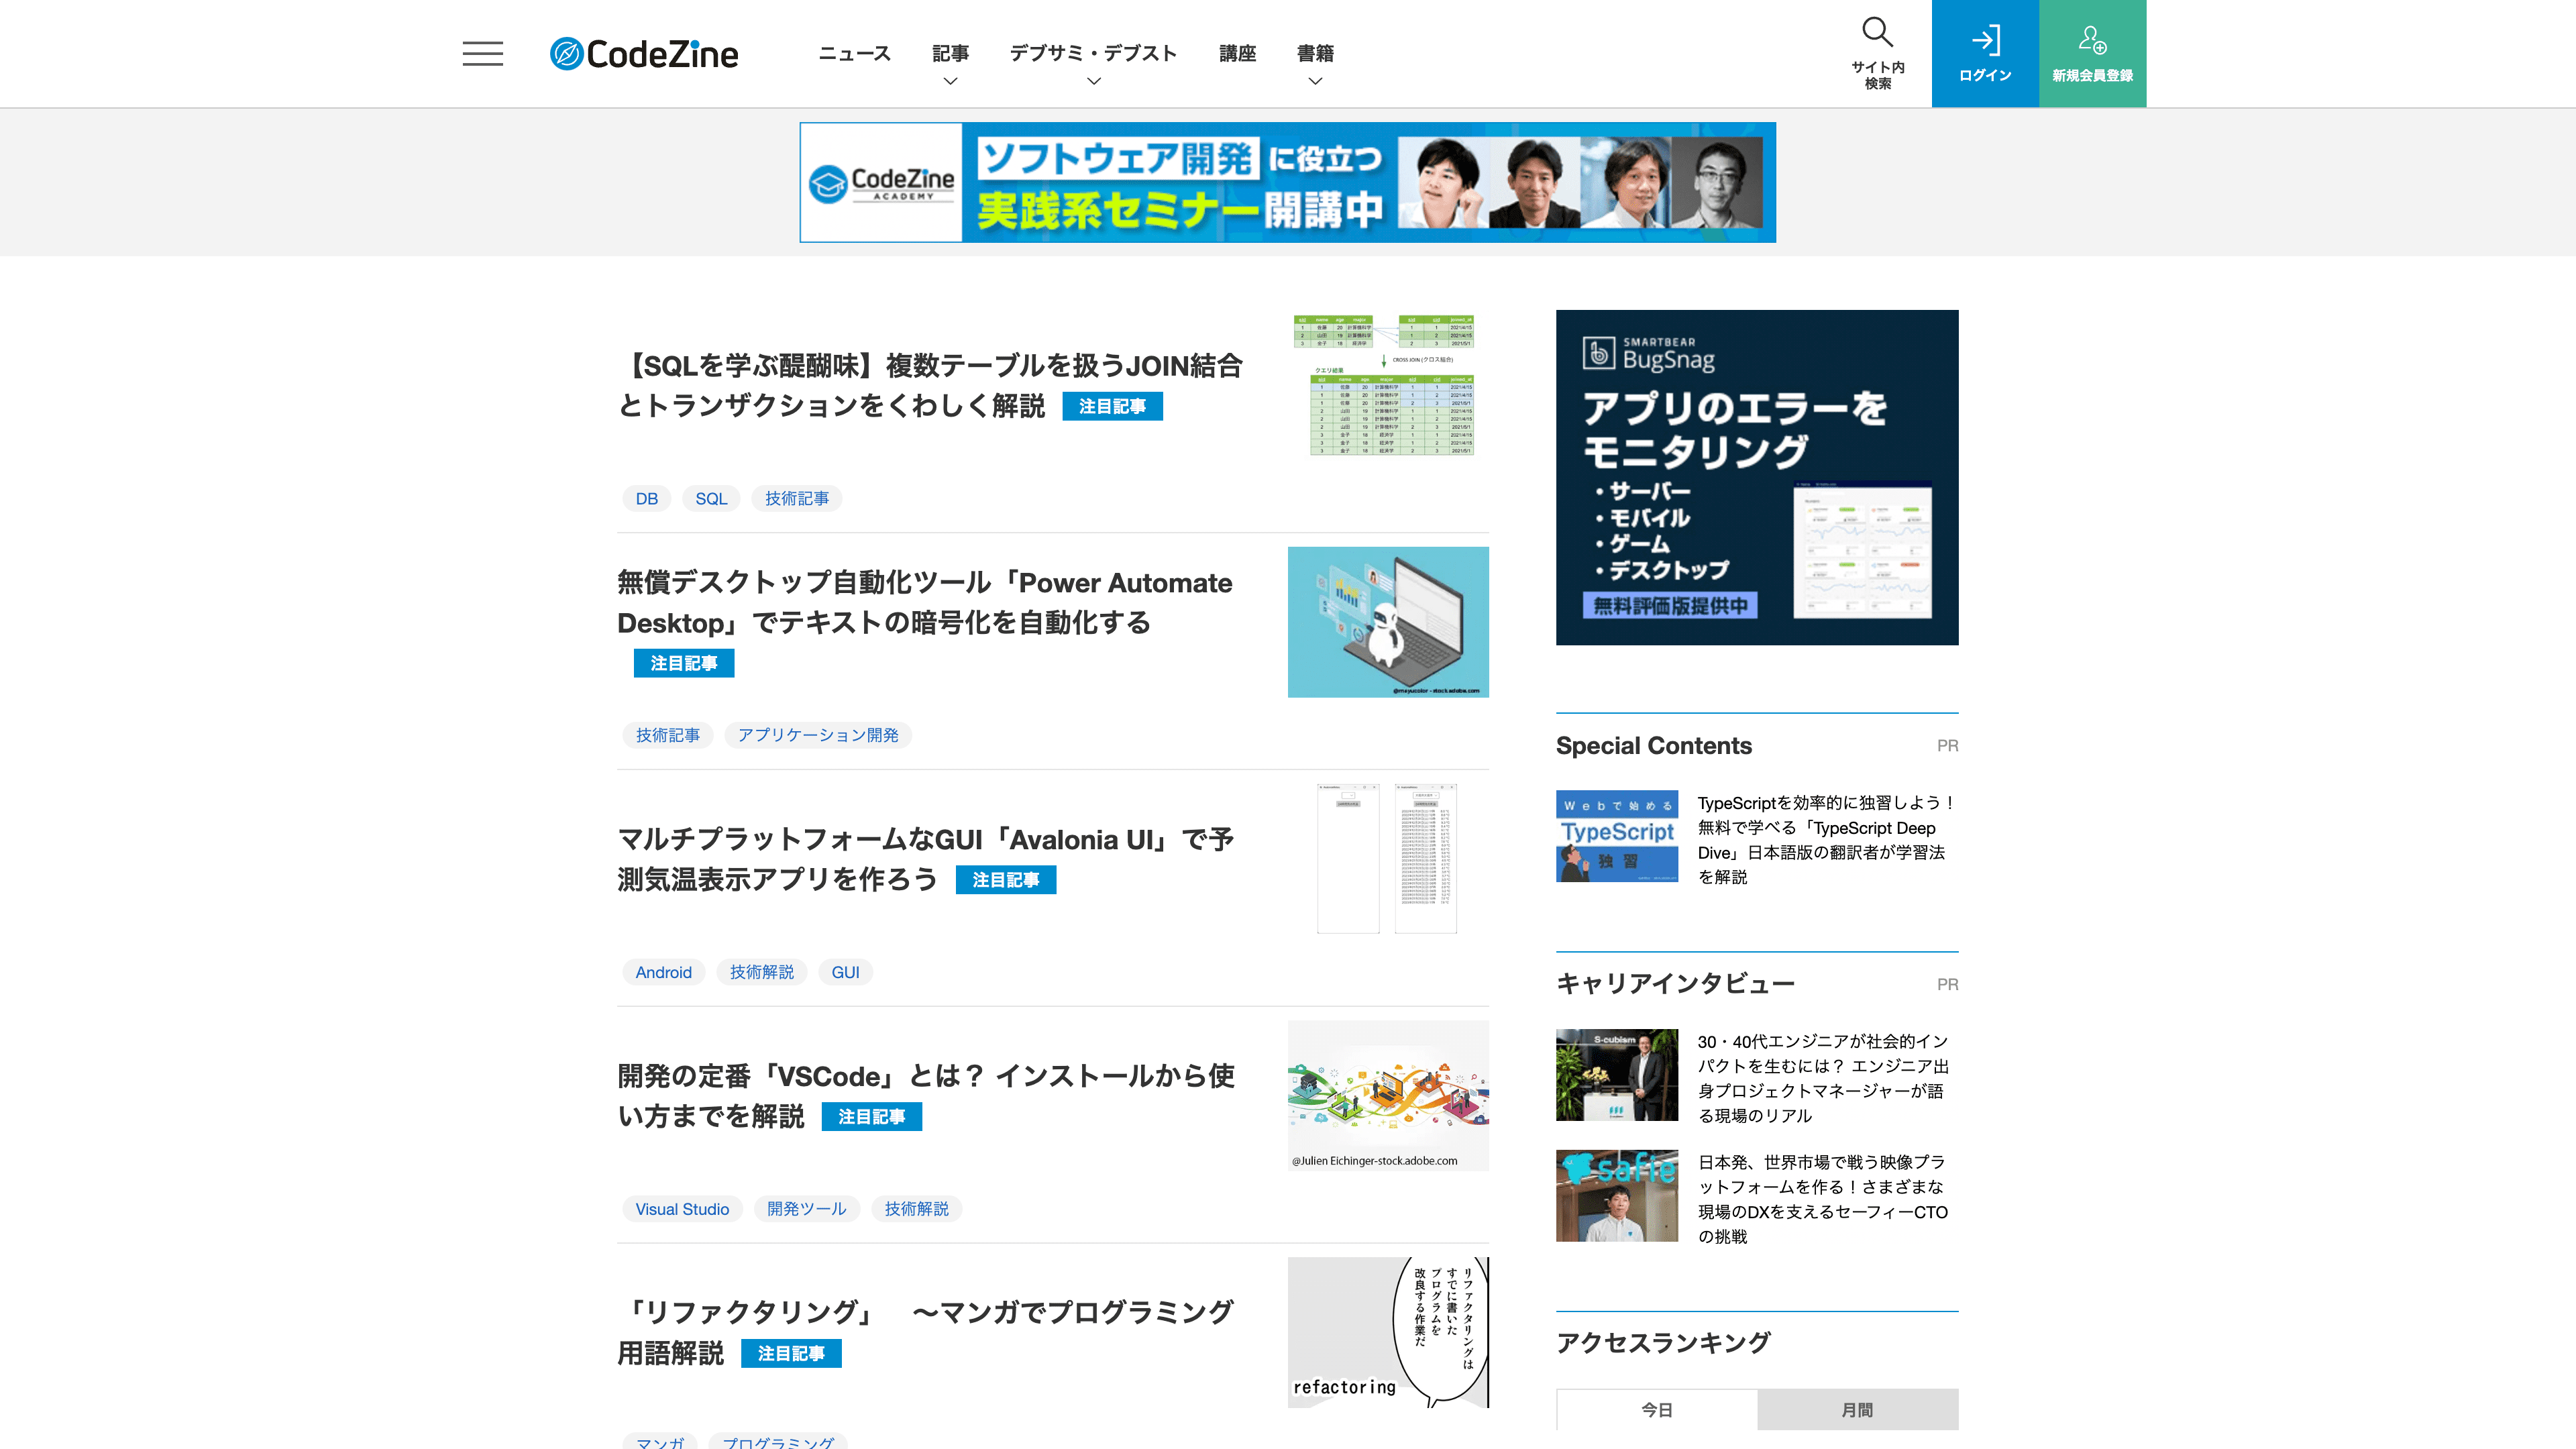 CodeZine
ニュース
記事
デブサミ・デブスト
講座
書籍
サイト内
検索
ログイン
新規会員登録
CodeZine
ACADEMY
ソフトウェア開発 に役立つ
実践系セミナー開講中
【SQLを学ぶ醍醐味】複数テーブルを扱うJOIN結合
とトランザクションをくわしく解説 注目記事
CROSS JOIN (クロス結合)
クエリ結果
DB SQL 技術記事
無償デスクトップ自動化ツール「Power Automate
Desktop」でテキストの暗号化を自動化する
注目記事
@mayucolor - stock.adobe.com
技術記事 アプリケーション開発
マルチプラットフォームなGUI「Avalonia UI」で予
測気温表示アプリを作ろう 注目記事
Android 技術解説 GUI
開発の定番「VSCode」とは？ インストールから使
い方までを解説 注目記事
@Julien Eichinger-stock.adobe.com
Visual Studio 開発ツール 技術解説
「リファクタリング」　～マンガでプログラミング
用語解説 注目記事
リファクタリングは
すでに書いた
プログラムを
改良する作業だ
refactoring
マンガ プログラミング
SMARTBEAR
BugSnag
アプリのエラーを
モニタリング
・サーバー
・モバイル
・ゲーム
・デスクトップ
無料評価版提供中
Special Contents PR
Webで始める
TypeScript
独習
TypeScriptを効率的に独習しよう！
無料で学べる「TypeScript Deep
Dive」日本語版の翻訳者が学習法
を解説
キャリアインタビュー PR
S-cubism
30・40代エンジニアが社会的イン
パクトを生むには？ エンジニア出
身プロジェクトマネージャーが語
る現場のリアル
safie
日本発、世界市場で戦う映像プラ
ットフォームを作る！さまざまな
現場のDXを支えるセーフィーCTO
の挑戦
アクセスランキング
今日 月間